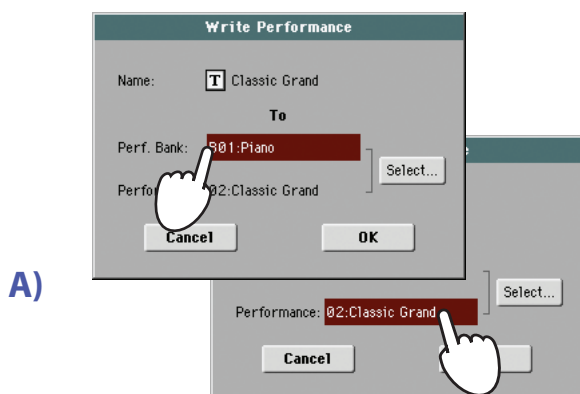 Write Performance
Name: T Classic Grand
To
Perf. Bank: B01:Piano
Select...
02:Classic Grand
Cancel OK
A)
Select...
Performance: 02:Classic Grand
Cancel